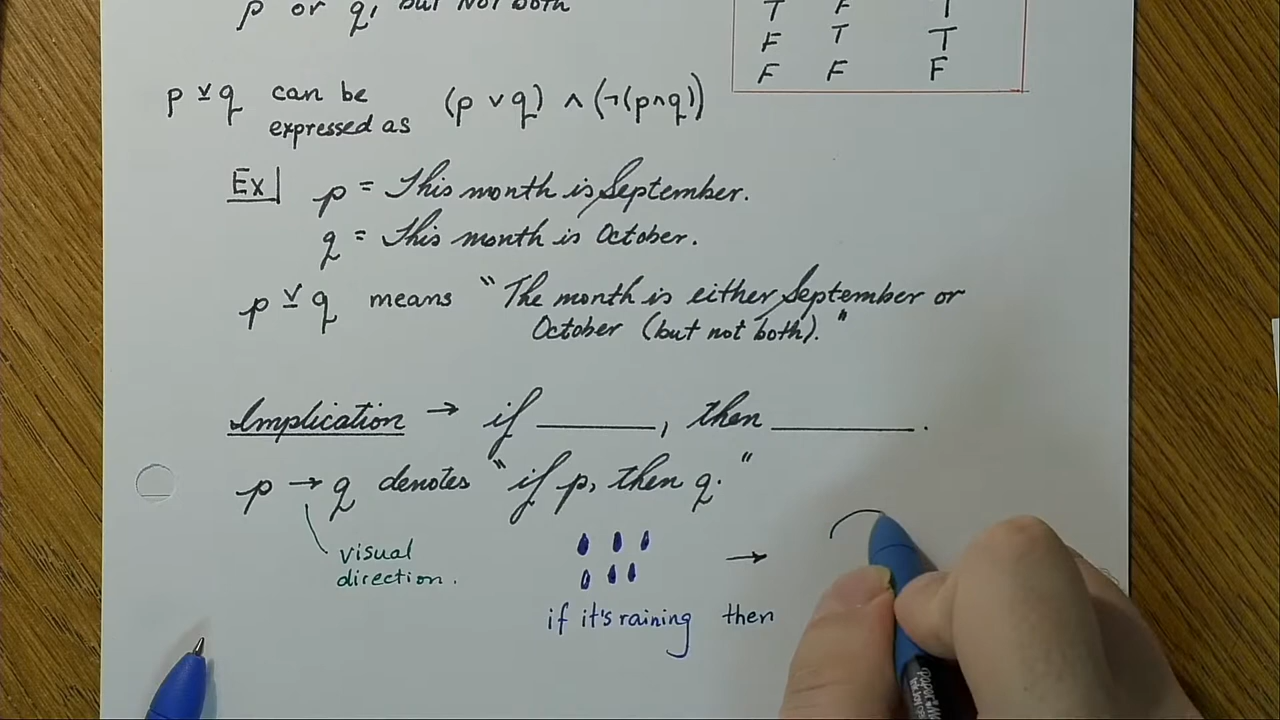 p or q, but not both
T F T
F T T
F F F
p ⊻ q can be expressed as (p ∨ q) ∧ (¬(p∧q))
Ex p = This month is September.
q = This month is October.
p ⊻ q means "The month is either September or
October (but not both)."
Implication → if ______, then ______.
p → q denotes "if p, then q."
visual
direction.
→
if it's raining then